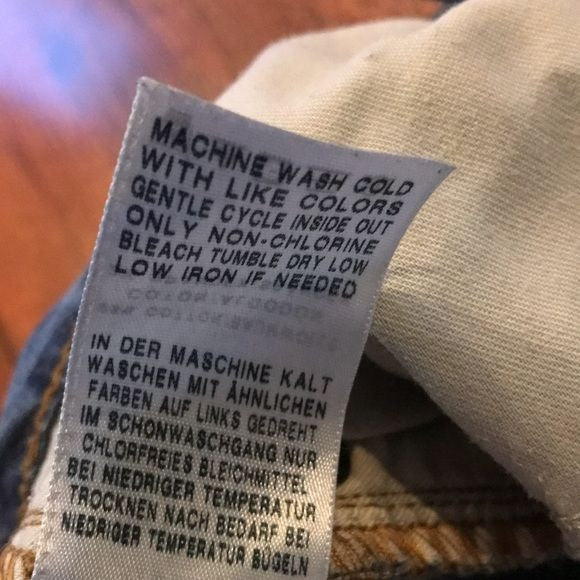 MACHINE WASH COLD
WITH LIKE COLORS
GENTLE CYCLE INSIDE OUT
ONLY NON-CHLORINE
BLEACH TUMBLE DRY LOW
LOW IRON IF NEEDED
IN DER MASCHINE KALT
WASCHEN MIT ÄHNLICHEN
FARBEN AUF LINKS GEDREHT
IM SCHONWASCHGANG NUR
CHLORFREIES BLEICHMITTEL
BEI NIEDRIGER TEMPERATUR
TROCKNEN NACH BEDARF BEI
NIEDRIGER TEMPERATUR BÜGELN